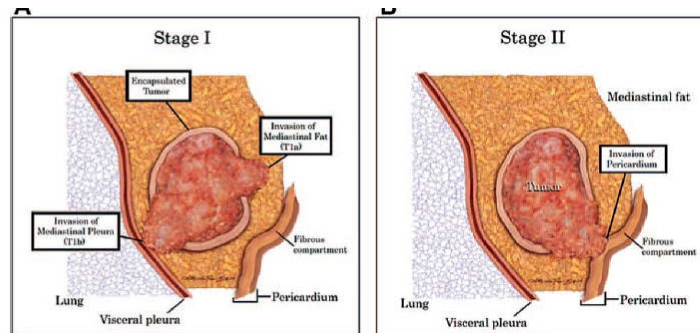 A
Stage I
Encapsulated
Tumor
Invasion of
Mediastinal Fat
(T1a)
Invasion of
Mediastinal Pleura
(T1b)
Fibrous
compartment
Lung
Visceral pleura
Pericardium
B
Stage II
Mediastinal fat
Invasion of
Pericardium
Tumor
Fibrous
compartment
Lung
Visceral pleura
Pericardium